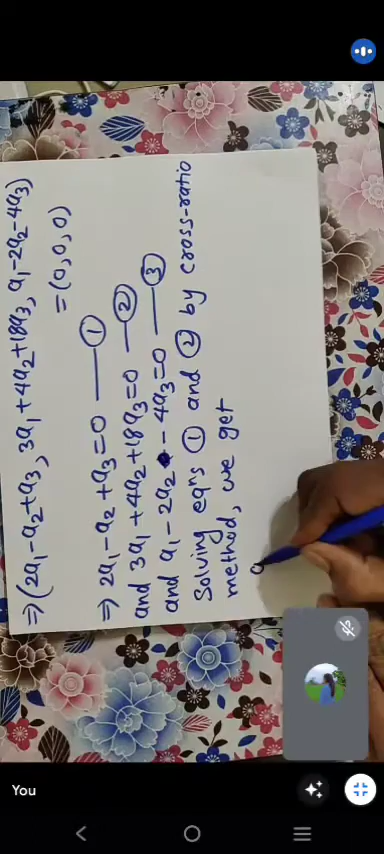 ⇒ (2a₁-a₂+a₃, 3a₁+4a₂+18a₃, a₁-2a₂-4a₃)
= (0, 0, 0)
⇒ 2a₁-a₂+a₃=0 —— ①
and 3a₁+4a₂+18a₃=0 —— ②
and a₁-2a₂-4a₃=0 —— ③
Solving eqns ① and ② by cross-ratio
method, we get
You